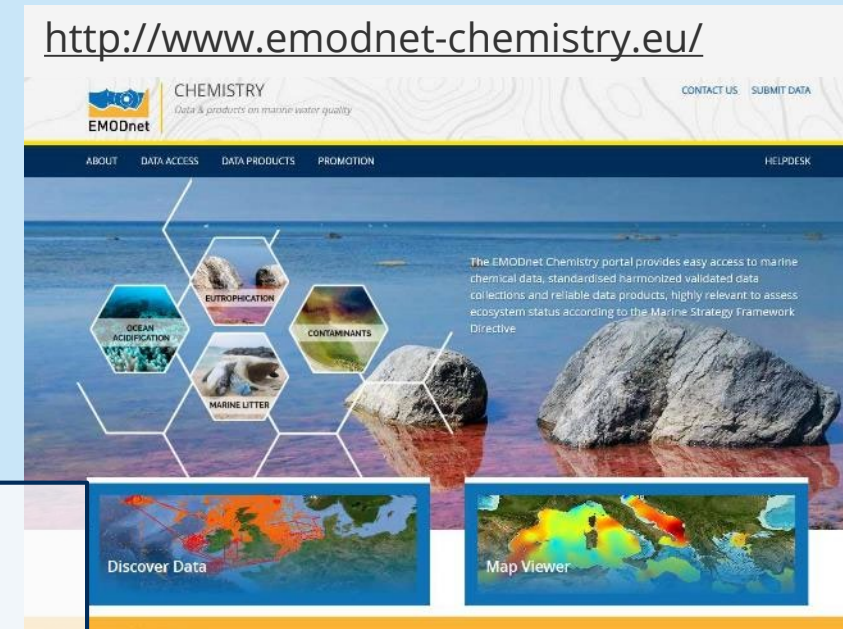 http://www.emodnet-chemistry.eu/
EMODnet
CHEMISTRY
Data & products on marine water quality
CONTACT US SUBMIT DATA
ABOUT DATA ACCESS DATA PRODUCTS PROMOTION HELPDESK
The EMODnet Chemistry portal provides easy access to marine
chemical data, standardised harmonized validated data
collections and reliable data products, highly relevant to assess
ecosystem status according to the Marine Strategy Framework
Directive
EUTROPHICATION
OCEAN
ACIDIFICATION
CONTAMINANTS
MARINE LITTER
Discover Data
Map Viewer